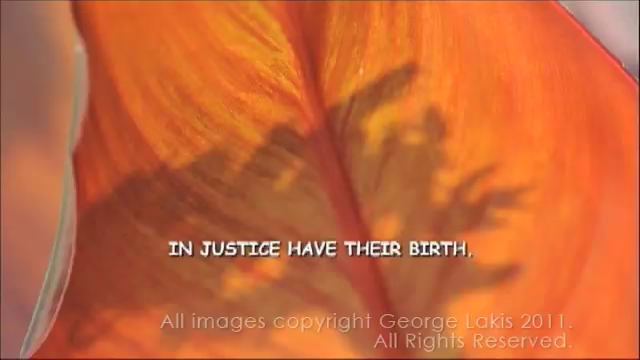 IN JUSTICE HAVE THEIR BIRTH.
All images copyright George Lakis 2011.
All Rights Reserved.